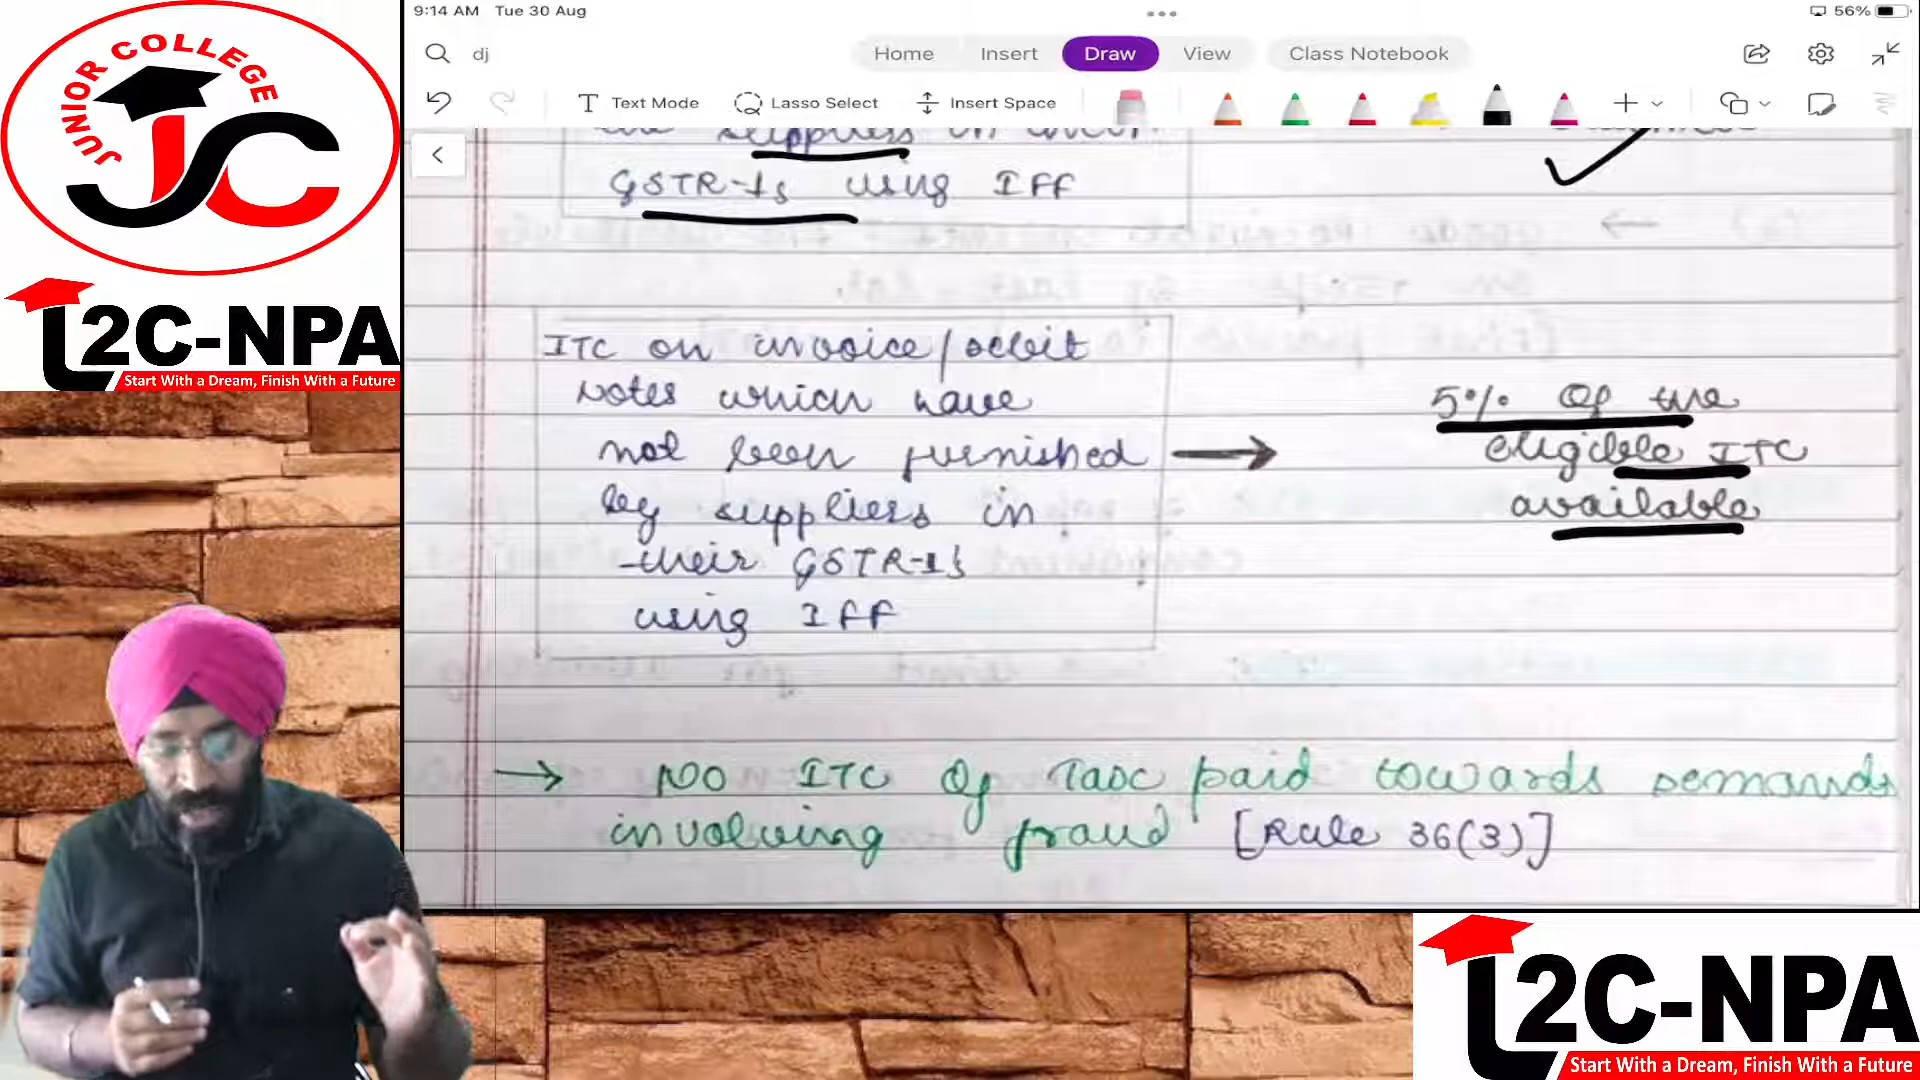 9:14 AM Tue 30 Aug
56%
dj
Home Insert Draw View Class Notebook
Text Mode Lasso Select Insert Space
JUNIOR COLLEGE
JC
L2C-NPA
Start With a Dream, Finish With a Future
suppliers in
GSTR-1s using IFF
ITC on invoice/debit
Notes which have
not been furnished
by suppliers in
their GSTR-1s
using IFF
5% of the
eligible ITC
available
→ NO ITC Of Tax paid towards Demands
involving fraud [Rule 36(3)]
L2C-NPA
Start With a Dream, Finish With a Future